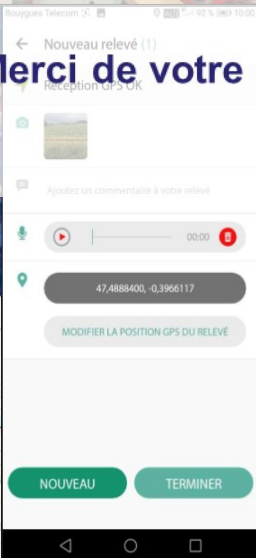 Bouygues Telecom 92 % 10:00
Nouveau relevé (1)
Merci de votre
Réception GPS OK
Ajoutez un commentaire à votre relevé
00:00
47,4888400, -0,3966117
MODIFIER LA POSITION GPS DU RELEVÉ
NOUVEAU TERMINER